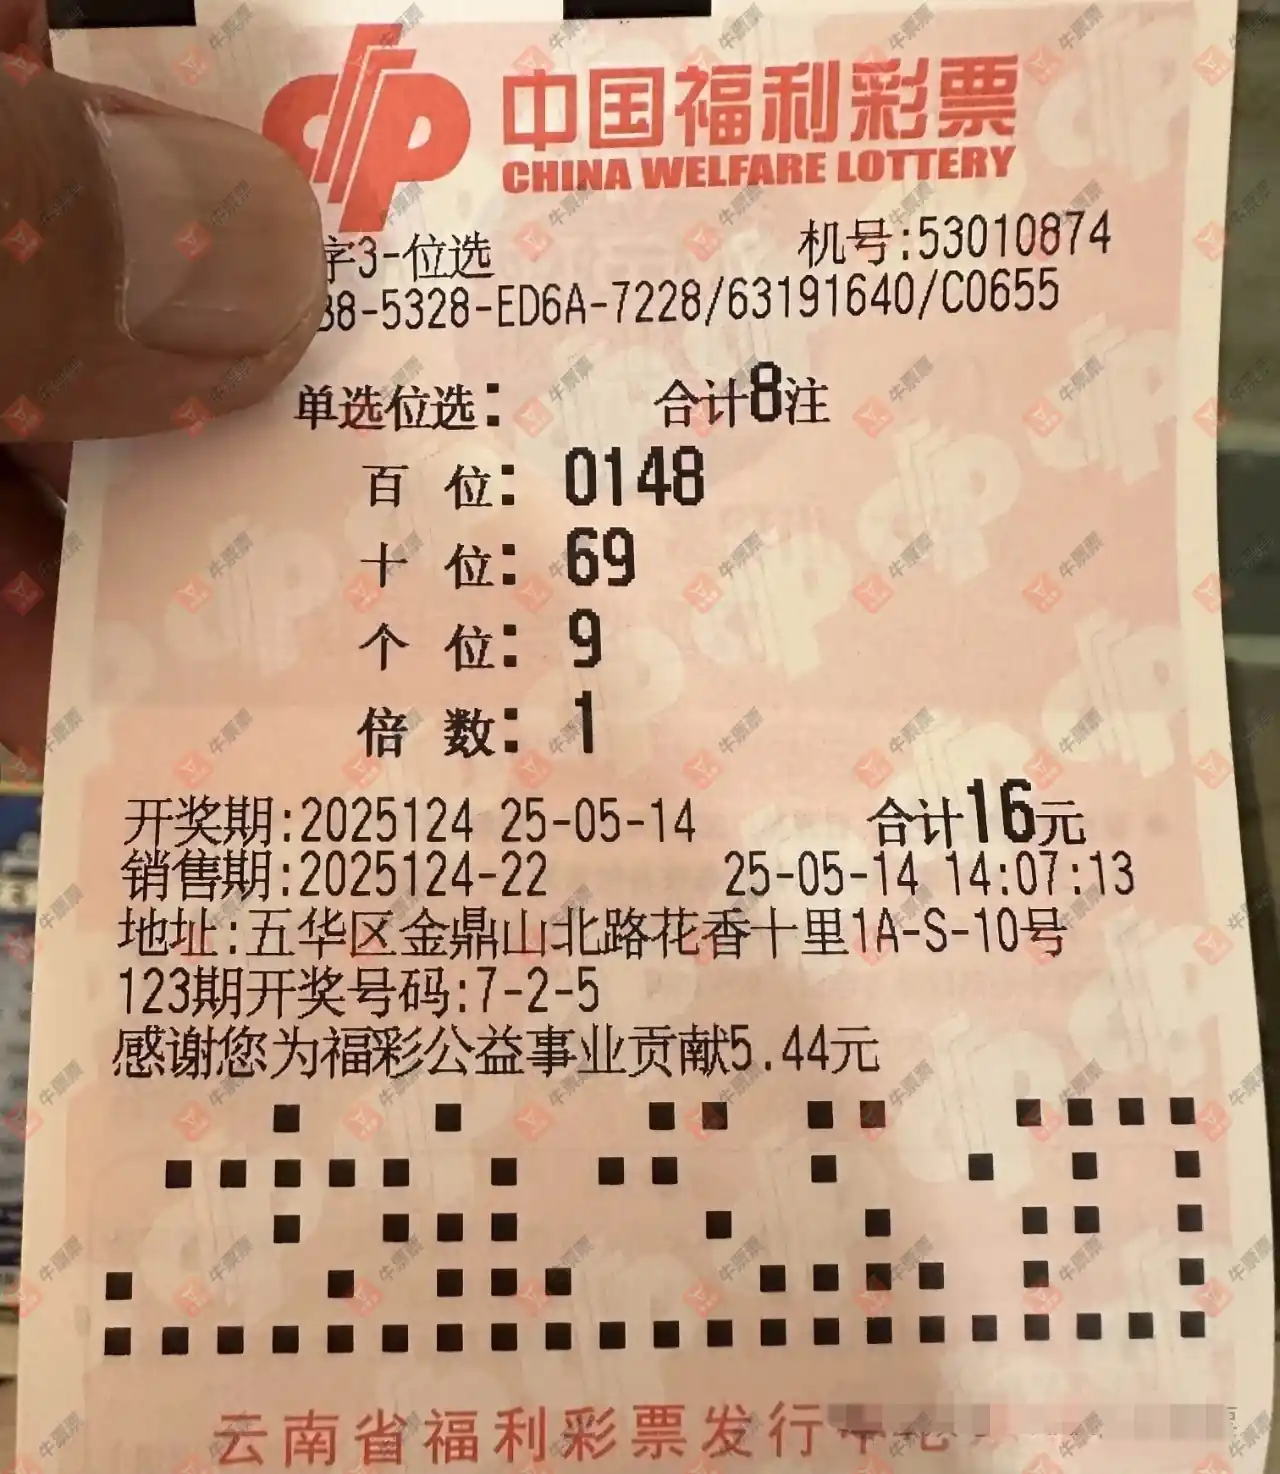 中国福利彩票
CHINA WELFARE LOTTERY
字3-位选 机号:53010874
38-5328-ED6A-7228/63191640/C0655
单选位选: 合计8注
百位: 0148
十位: 69
个位: 9
倍数: 1
开奖期:2025124 25-05-14 合计16元
销售期:2025124-22 25-05-14 14:07:13
地址:五华区金鼎山北路花香十里1A-S-10号
123期开奖号码:7-2-5
感谢您为福彩公益事业贡献5.44元
云南省福利彩票发行
牛票票